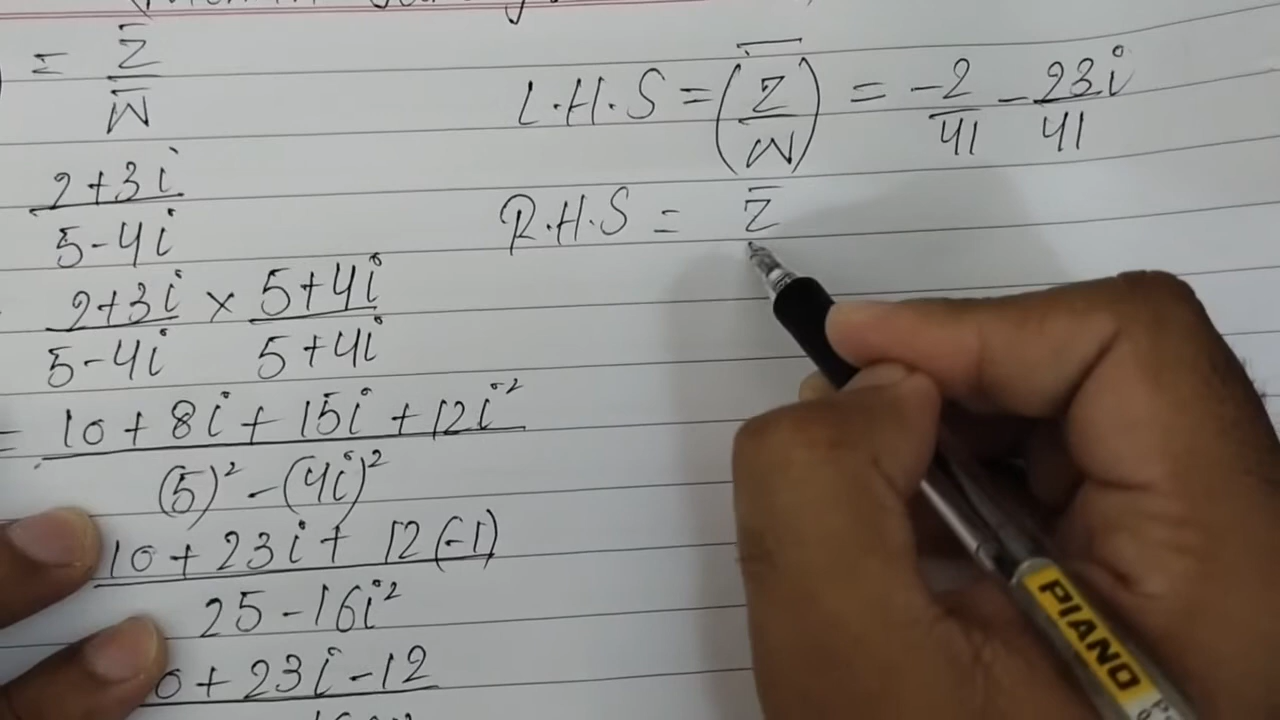 = Z̅ / W̅
2+3i / 5-4i
2+3i / 5-4i × 5+4i / 5+4i
= 10 + 8i + 15i + 12i² / (5)² - (4i)²
10 + 23i + 12(-1) / 25 - 16i²
0 + 23i - 12
L.H.S = (Z/W)̅ = -2/41 - 23i/41
R.H.S = Z̅
PIANO